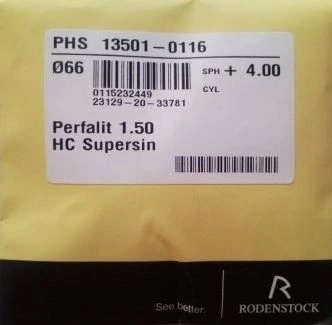 PHS 13501-0116
Ø66 SPH + 4.00
CYL
0115232449
23129-20-33781
Perfalit 1.50
HC Supersin
See better.
R
RODENSTOCK